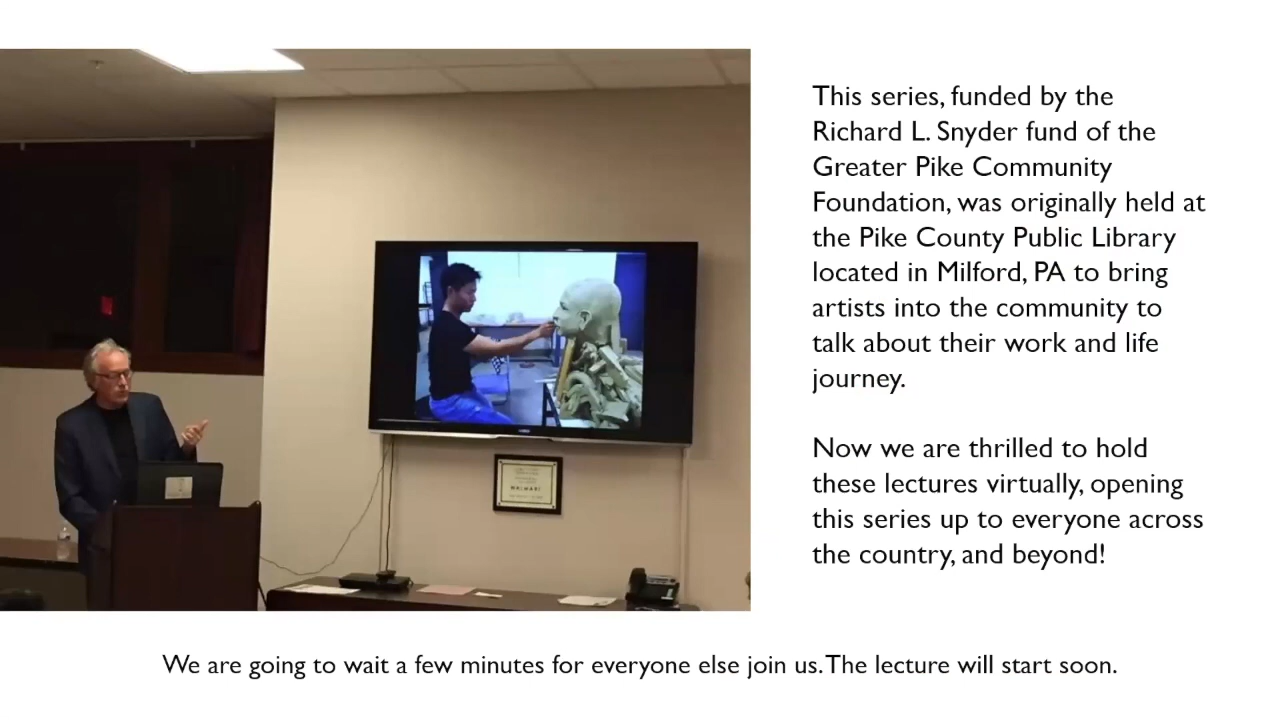 This series, funded by the
Richard L. Snyder fund of the
Greater Pike Community
Foundation, was originally held at
the Pike County Public Library
located in Milford, PA to bring
artists into the community to
talk about their work and life
journey.
Now we are thrilled to hold
these lectures virtually, opening
this series up to everyone across
the country, and beyond!
WALMART
We are going to wait a few minutes for everyone else join us. The lecture will start soon.